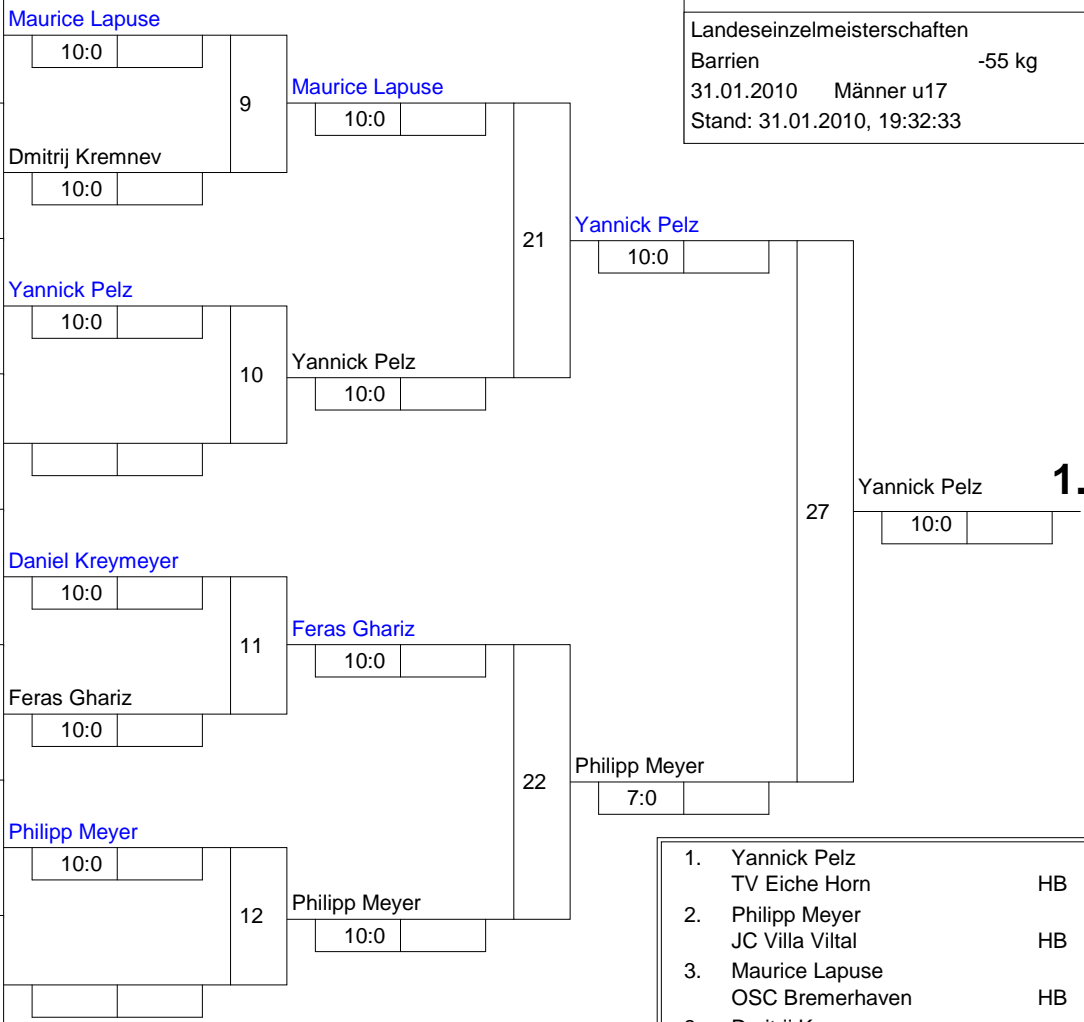 Landeseinzelmeisterschaften
Barrien -55 kg
31.01.2010 Männer u17
Stand: 31.01.2010, 19:32:33
Maurice Lapuse
10:0
9
Dmitrij Kremnev
10:0
Yannick Pelz
10:0
10
Daniel Kreymeyer
10:0
11
Feras Ghariz
10:0
Philipp Meyer
10:0
12
Maurice Lapuse
10:0
21
Yannick Pelz
10:0
Feras Ghariz
10:0
22
Philipp Meyer
10:0
Yannick Pelz
10:0
27
Philipp Meyer
7:0
Yannick Pelz 1.
10:0
1. Yannick Pelz
TV Eiche Horn HB
2. Philipp Meyer
JC Villa Viltal HB
3. Maurice Lapuse
OSC Bremerhaven HB